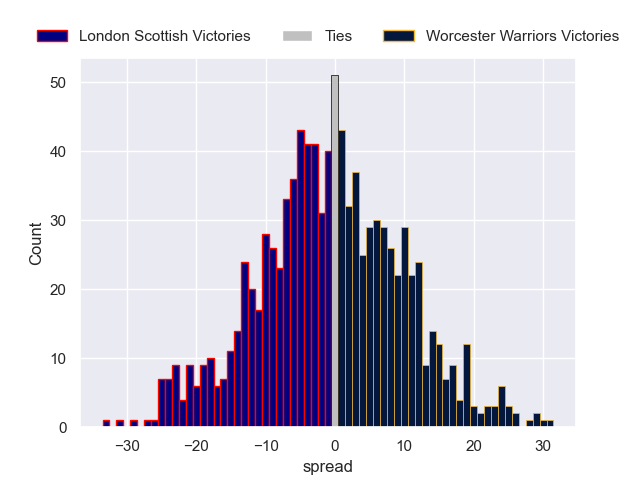 London Scottish Victories Ties Worcester Warriors Victories
50
40
30
20
10
0
Count
−30 −20 −10 0 10 20 30
spread